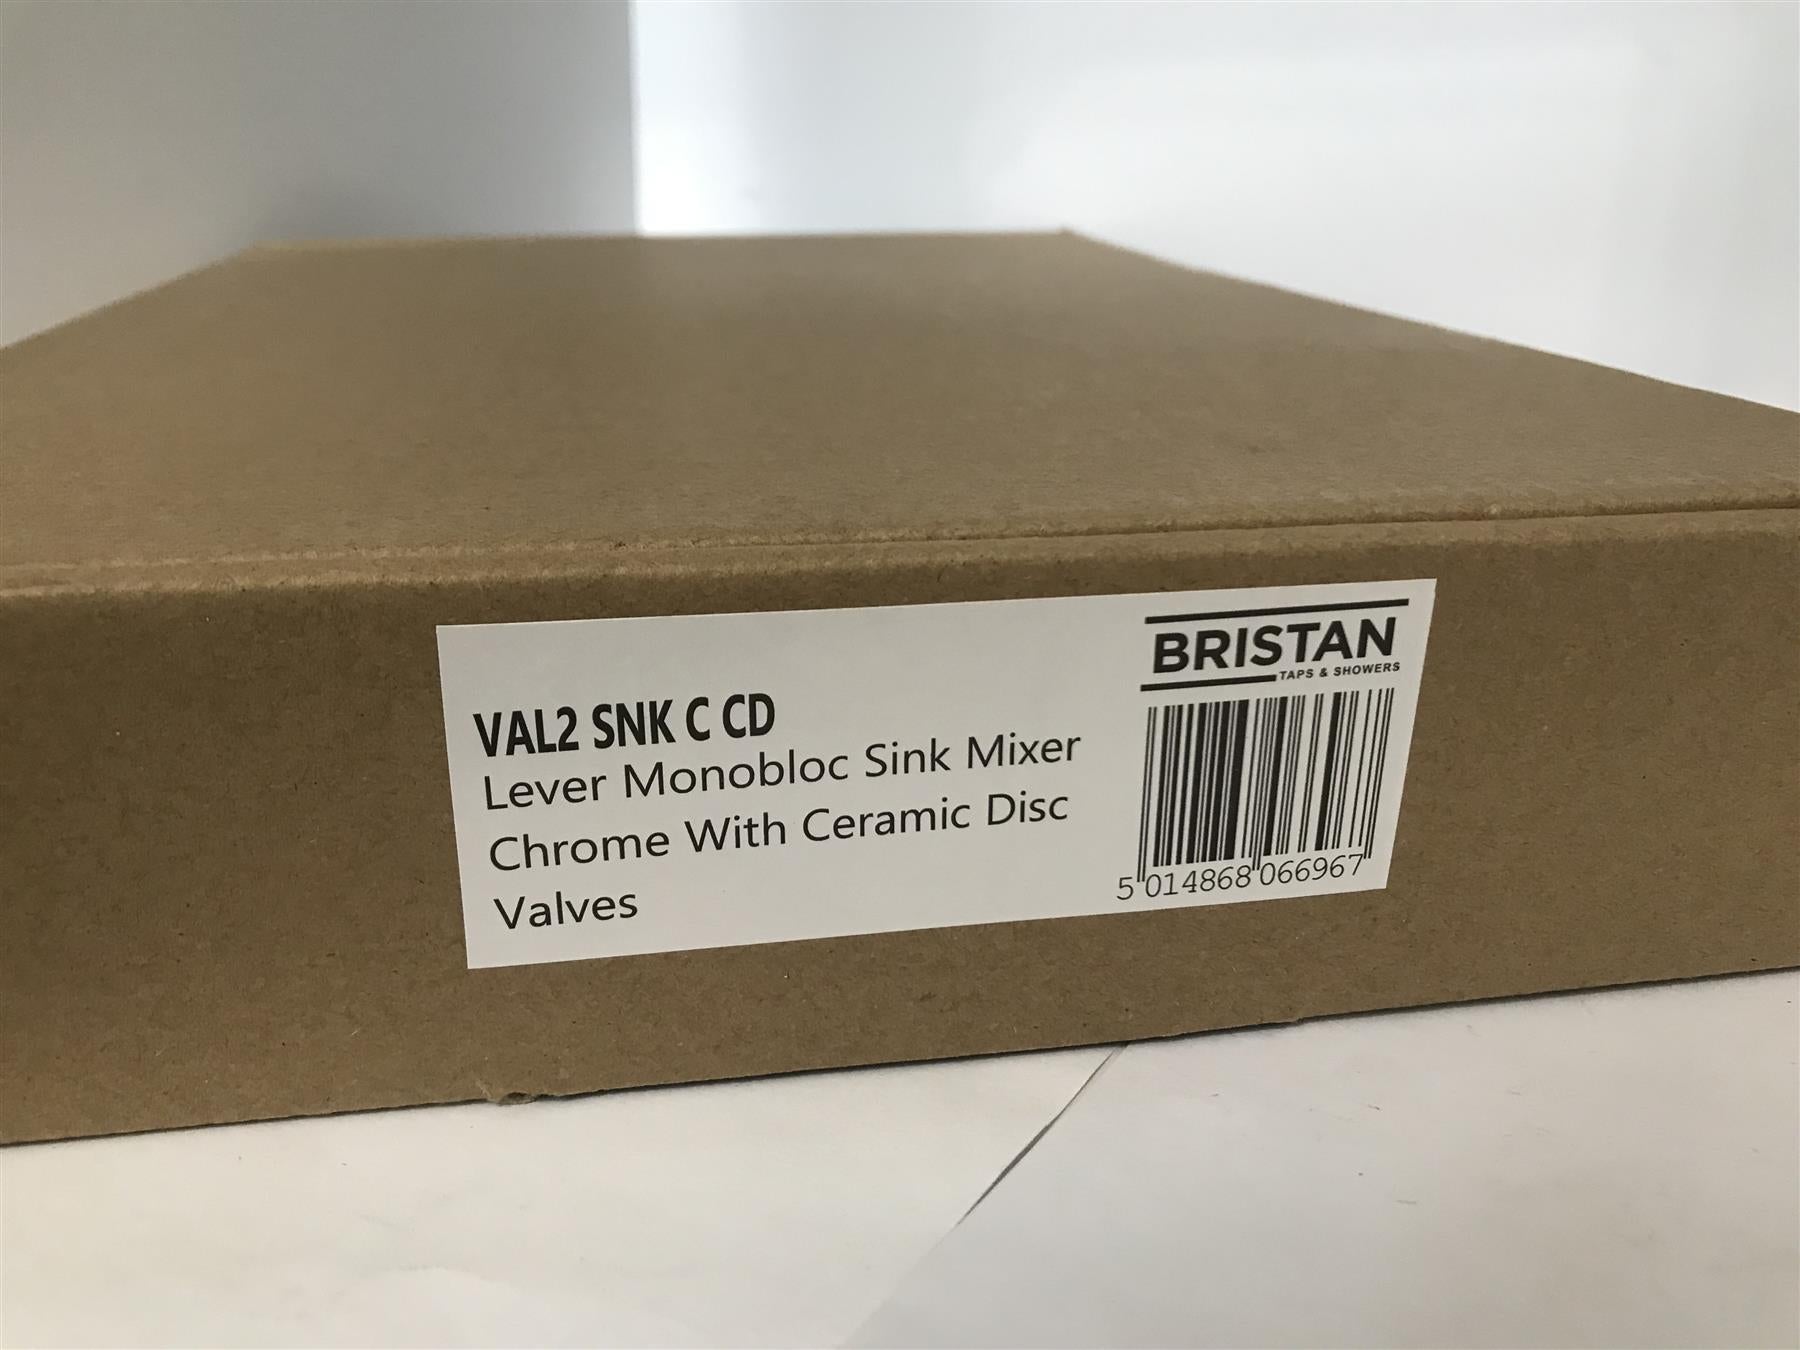 BRISTAN
TAPS & SHOWERS
VAL2 SNK C CD
Lever Monobloc Sink Mixer
Chrome With Ceramic Disc
Valves
5 014868 066967